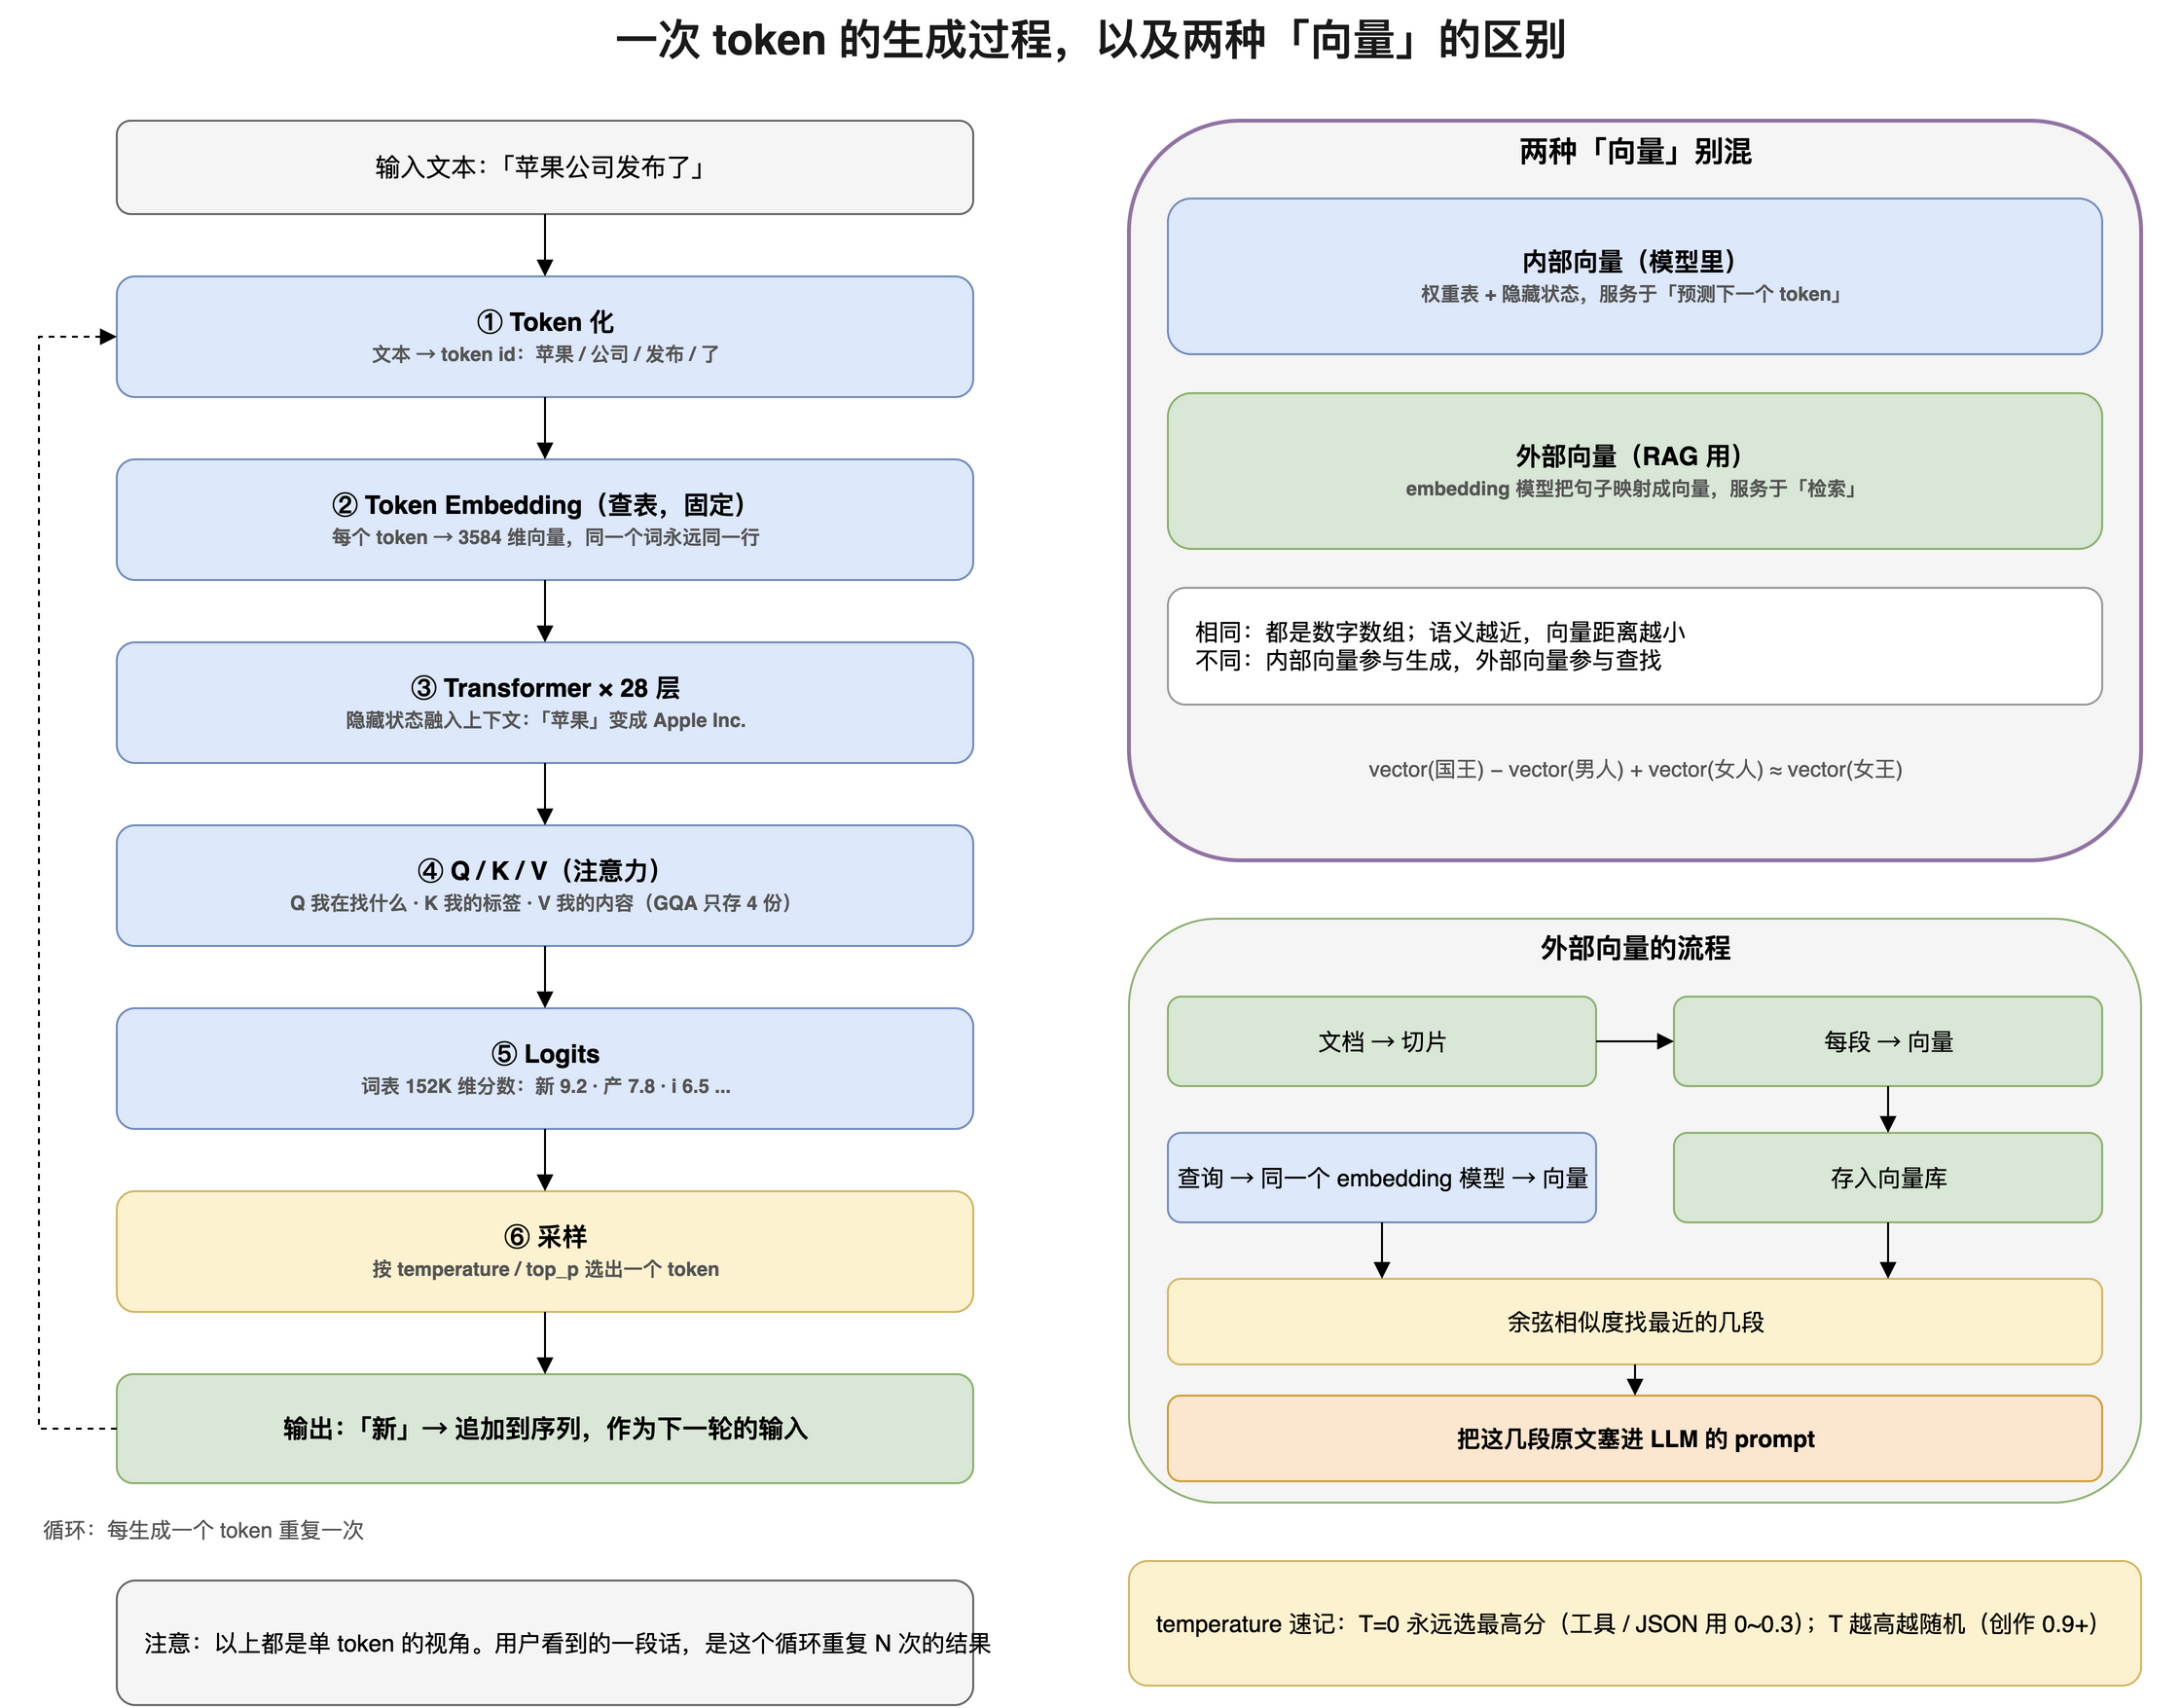 一次 token 的生成过程，以及两种「向量」的区别
输入文本：「苹果公司发布了」
① Token 化
文本 → token id：苹果 / 公司 / 发布 / 了
② Token Embedding（查表，固定）
每个 token → 3584 维向量，同一个词永远同一行
③ Transformer × 28 层
隐藏状态融入上下文：「苹果」变成 Apple Inc.
④ Q / K / V（注意力）
Q 我在找什么 · K 我的标签 · V 我的内容（GQA 只存 4 份）
⑤ Logits
词表 152K 维分数：新 9.2 · 产 7.8 · i 6.5 ...
⑥ 采样
按 temperature / top_p 选出一个 token
输出：「新」→ 追加到序列，作为下一轮的输入
循环：每生成一个 token 重复一次
注意：以上都是单 token 的视角。用户看到的一段话，是这个循环重复 N 次的结果
两种「向量」别混
内部向量（模型里）
权重表 + 隐藏状态，服务于「预测下一个 token」
外部向量（RAG 用）
embedding 模型把句子映射成向量，服务于「检索」
相同：都是数字数组；语义越近，向量距离越小
不同：内部向量参与生成，外部向量参与查找
vector(国王) − vector(男人) + vector(女人) ≈ vector(女王)
外部向量的流程
文档 → 切片
每段 → 向量
查询 → 同一个 embedding 模型 → 向量
存入向量库
余弦相似度找最近的几段
把这几段原文塞进 LLM 的 prompt
temperature 速记：T=0 永远选最高分（工具 / JSON 用 0~0.3）；T 越高越随机（创作 0.9+）